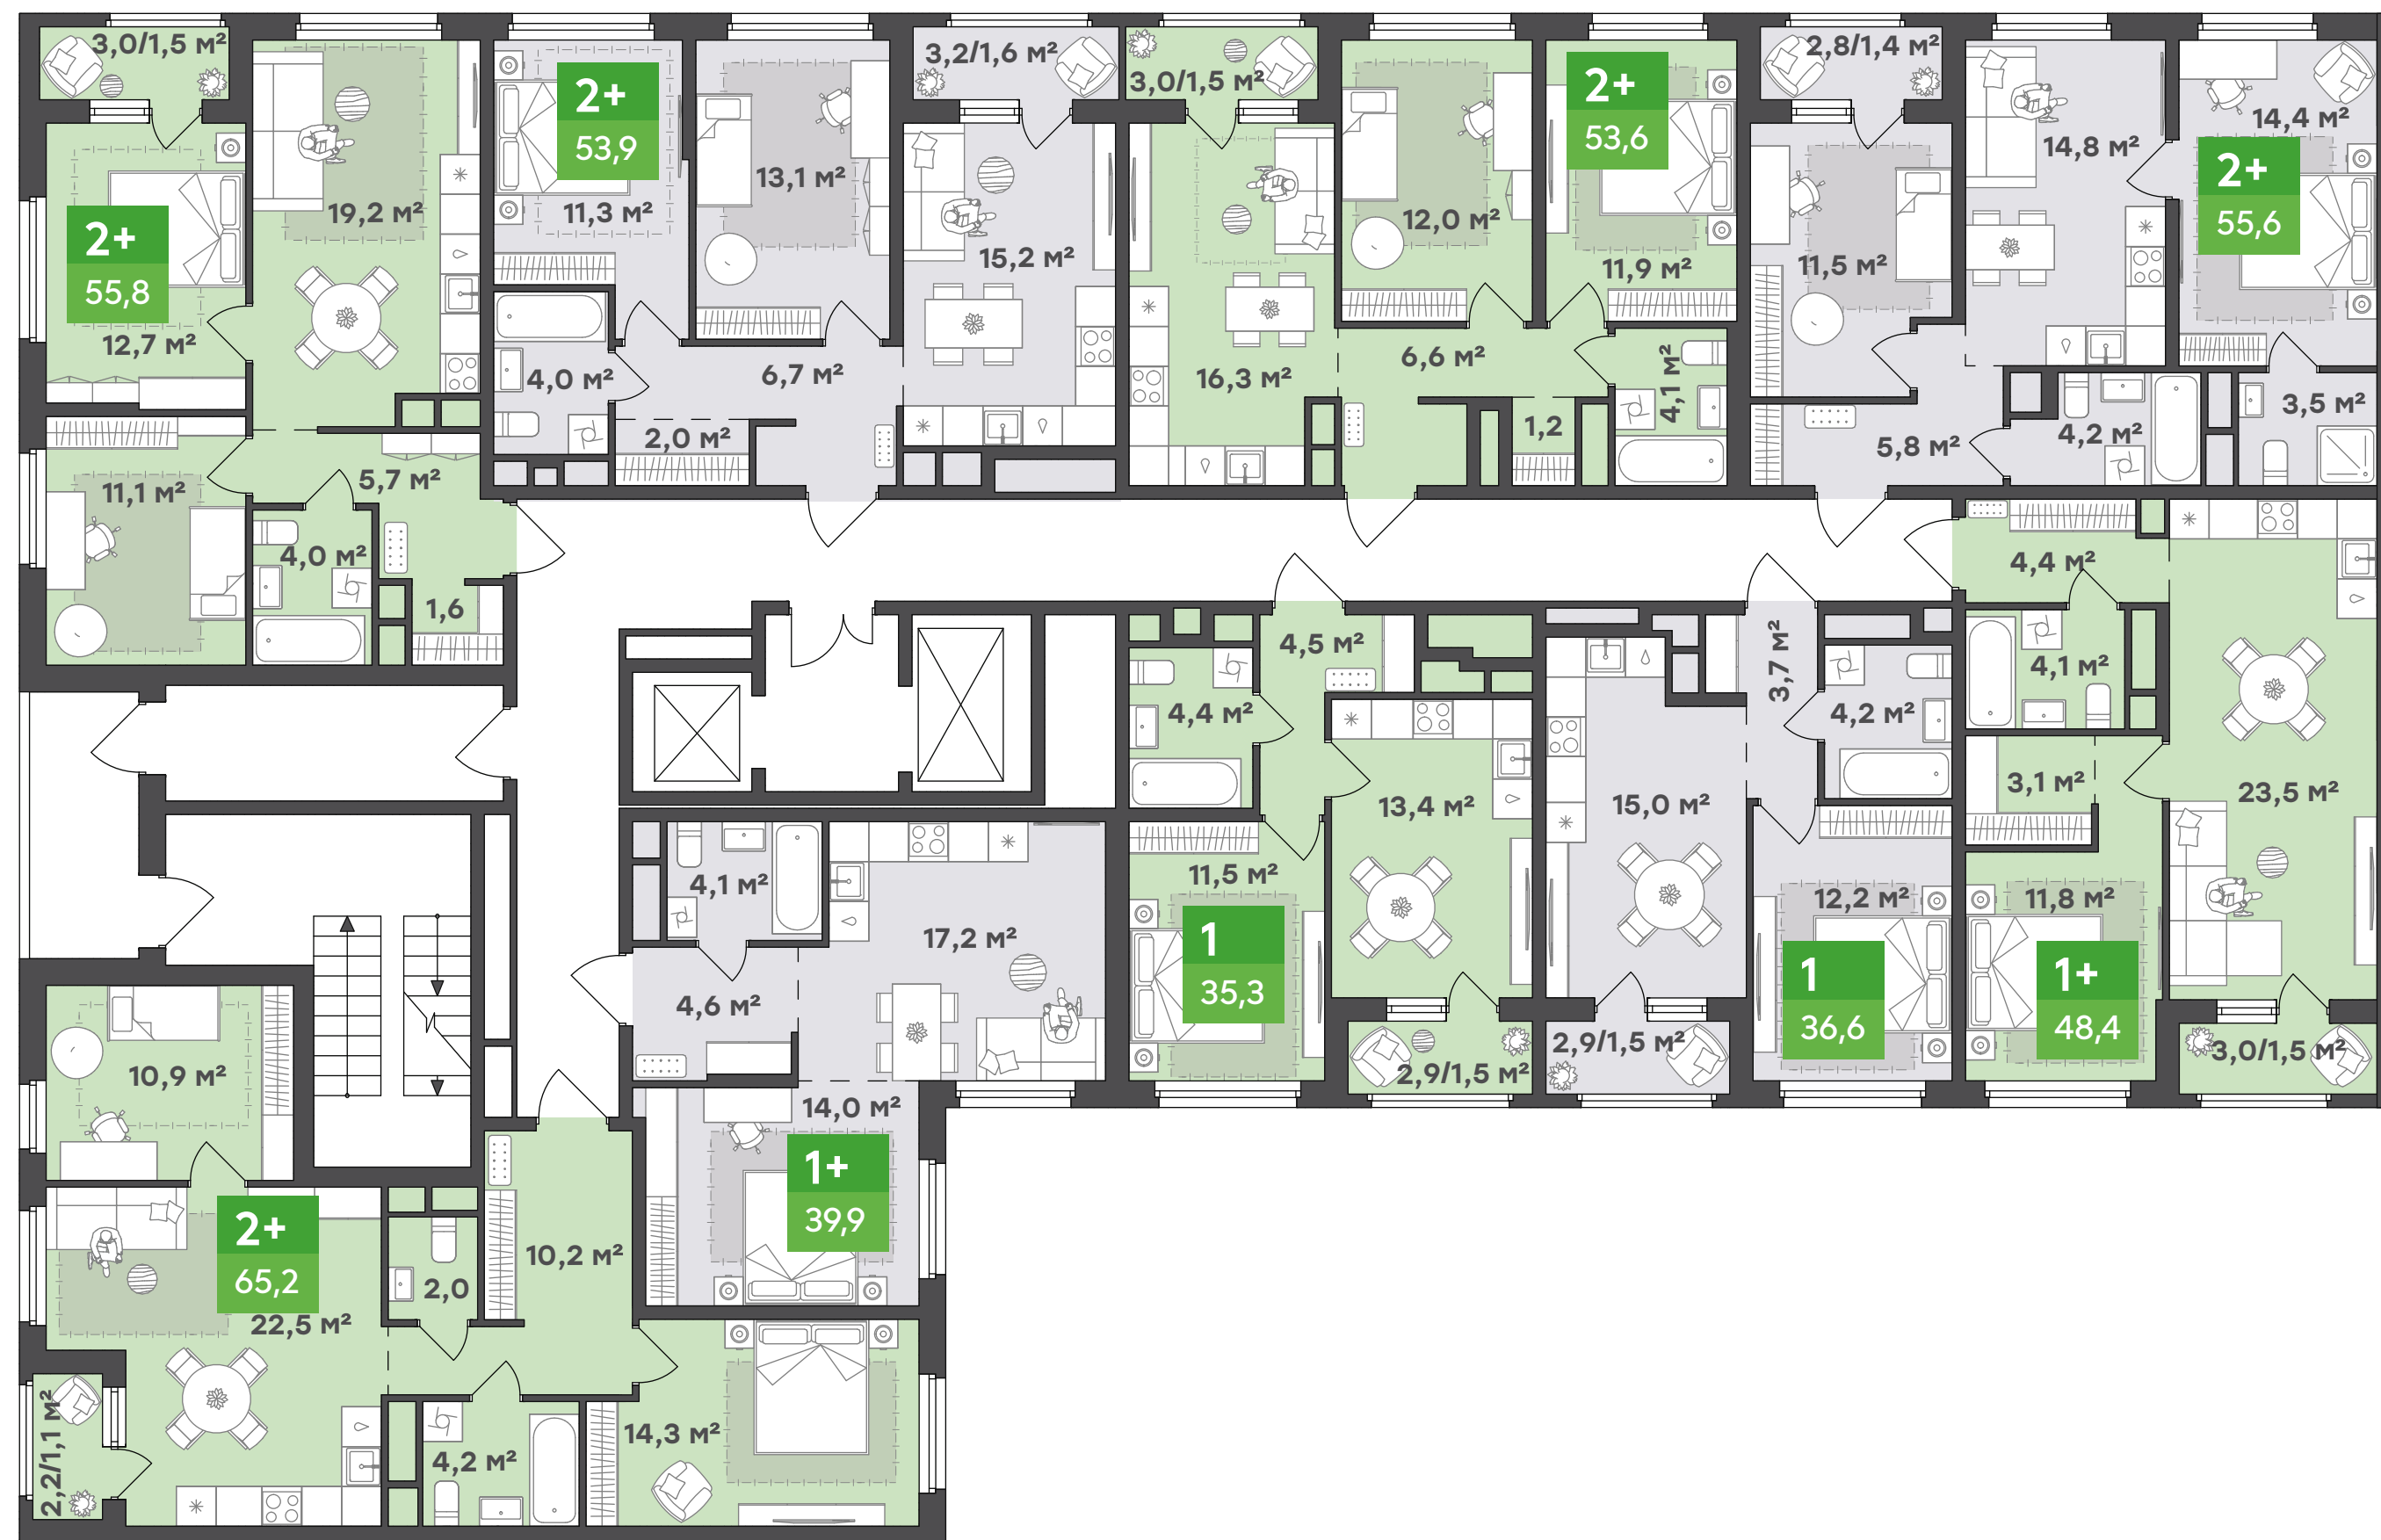 3,0/1,5 м²
19,2 м²
2+
55,8
12,7 м²
11,1 м²
5,7 м²
4,0 м²
1,6
2+
53,9
11,3 м²
13,1 м²
3,2/1,6 м²
15,2 м²
4,0 м²
6,7 м²
2,0 м²
3,0/1,5 м²
12,0 м²
2+
53,6
11,9 м²
16,3 м²
6,6 м²
4,1 м²
1,2
2,8/1,4 м²
14,8 м²
14,4 м²
2+
55,6
11,5 м²
5,8 м²
4,2 м²
3,5 м²
4,4 м²
4,1 м²
3,1 м²
23,5 м²
11,8 м²
1+
48,4
3,0/1,5 м²
4,5 м²
4,4 м²
13,4 м²
11,5 м²
1
35,3
2,9/1,5 м²
3,7 м²
4,2 м²
15,0 м²
12,2 м²
1
36,6
2,9/1,5 м²
4,1 м²
17,2 м²
4,6 м²
14,0 м²
1+
39,9
10,9 м²
2+
65,2
22,5 м²
2,0
10,2 м²
2,2/1,1 м²
4,2 м²
14,3 м²